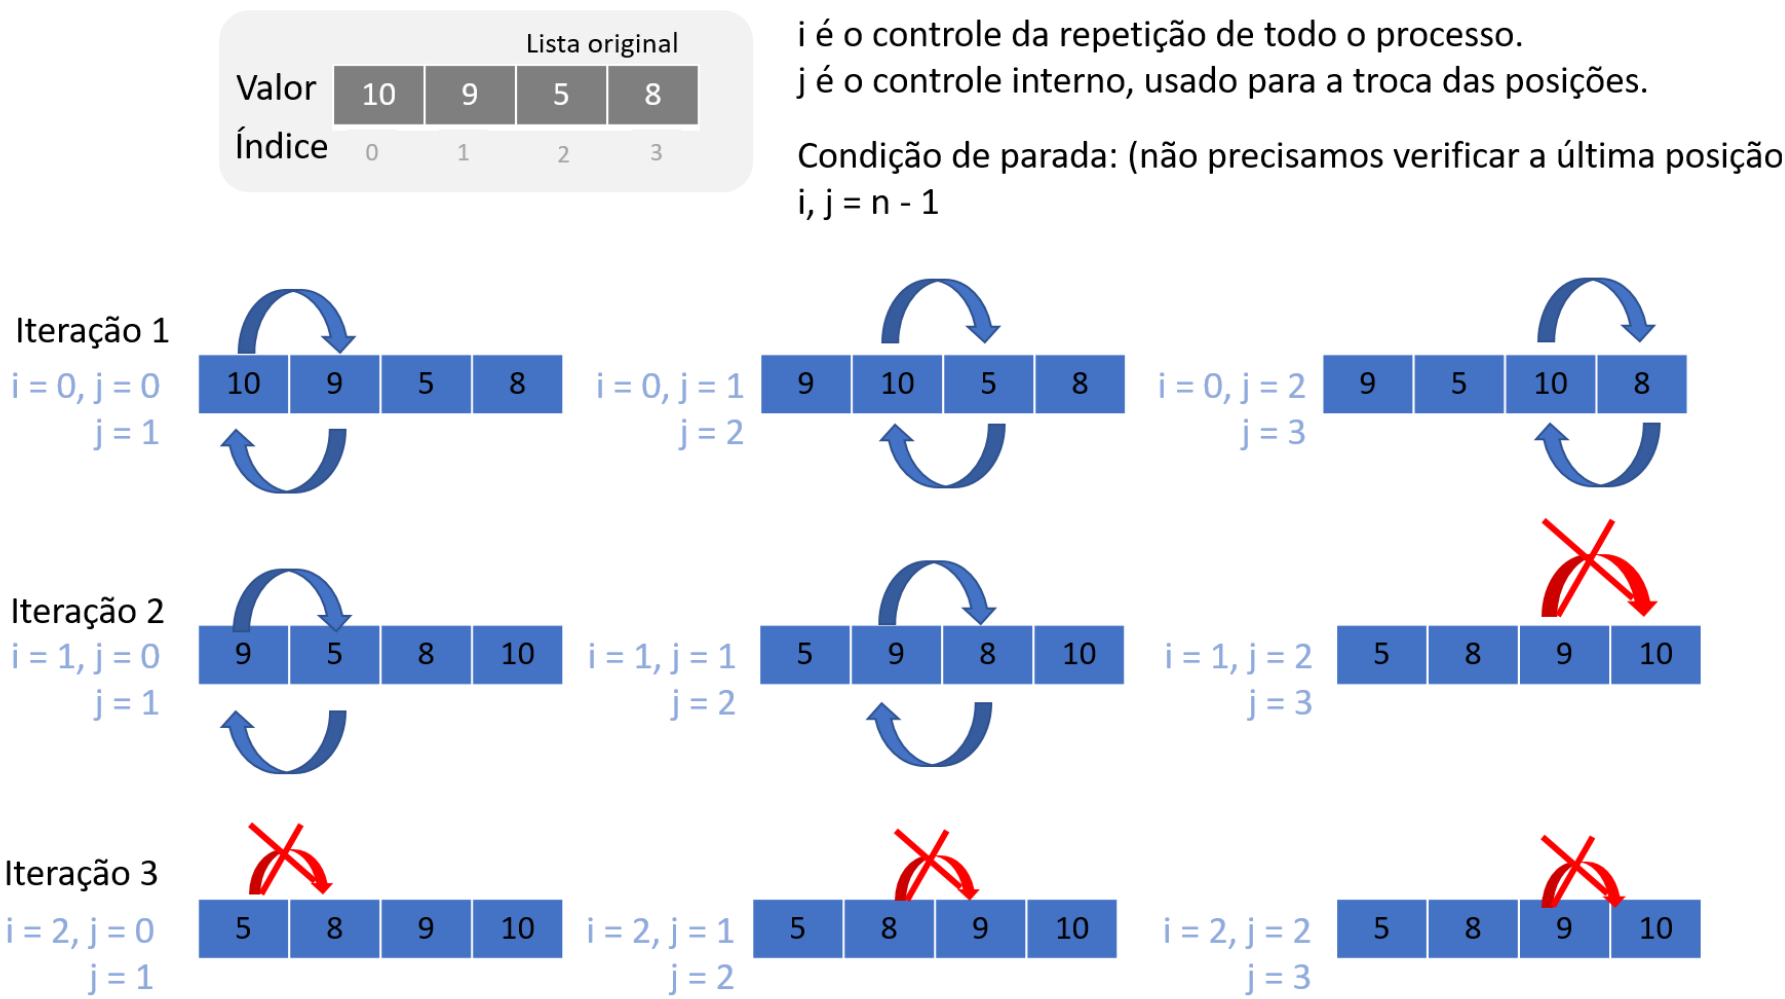 Lista original
Valor 10 9 5 8
Índice 0 1 2 3
i é o controle da repetição de todo o processo.
j é o controle interno, usado para a troca das posições.
Condição de parada: (não precisamos verificar a última posição
i, j = n - 1
Iteração 1
i = 0, j = 0 10 9 5 8
j = 1
i = 0, j = 1 9 10 5 8
j = 2
i = 0, j = 2 9 5 10 8
j = 3
Iteração 2
i = 1, j = 0 9 5 8 10
j = 1
i = 1, j = 1 5 9 8 10
j = 2
i = 1, j = 2 5 8 9 10
j = 3
Iteração 3
i = 2, j = 0 5 8 9 10
j = 1
i = 2, j = 1 5 8 9 10
j = 2
i = 2, j = 2 5 8 9 10
j = 3